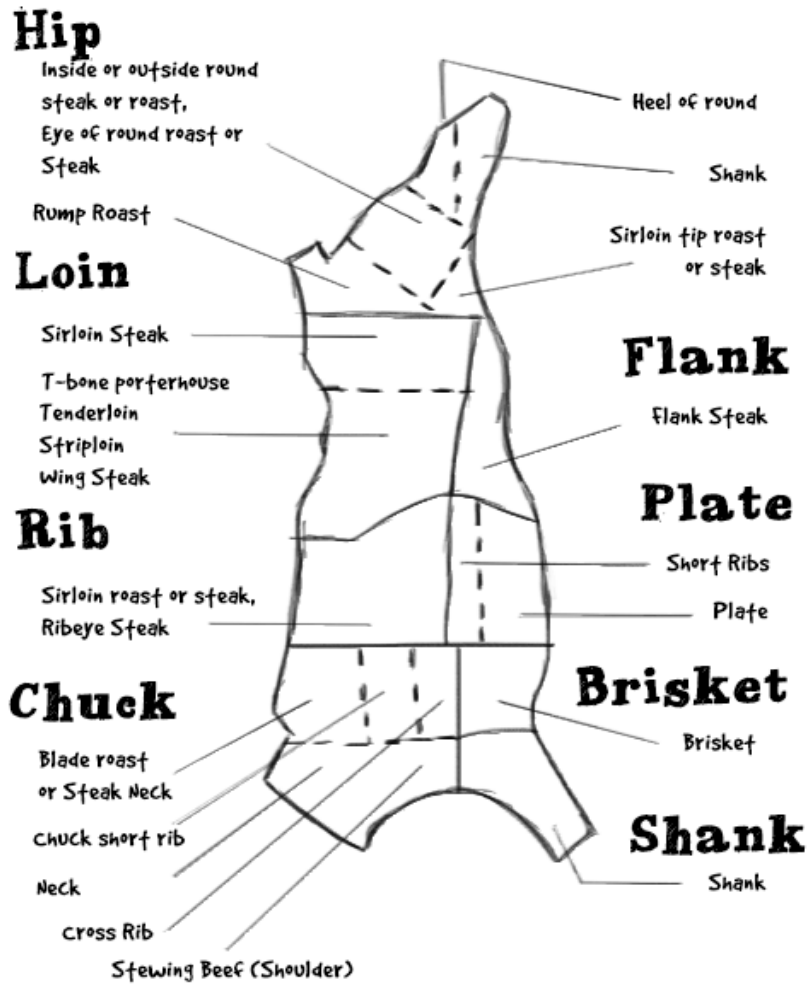 Hip
Inside or outside round
steak or roast,
Eye of round roast or
Steak
Rump Roast
Loin
Sirloin Steak
T-bone porterhouse
Tenderloin
Striploin
Wing Steak
Rib
Sirloin roast or steak,
Ribeye Steak
Chuck
Blade roast
or Steak Neck
Chuck short rib
Neck
Cross Rib
Stewing Beef (Shoulder)
Heel of round
Shank
Sirloin tip roast
or steak
Flank
Flank Steak
Plate
Short Ribs
Plate
Brisket
Brisket
Shank
Shank